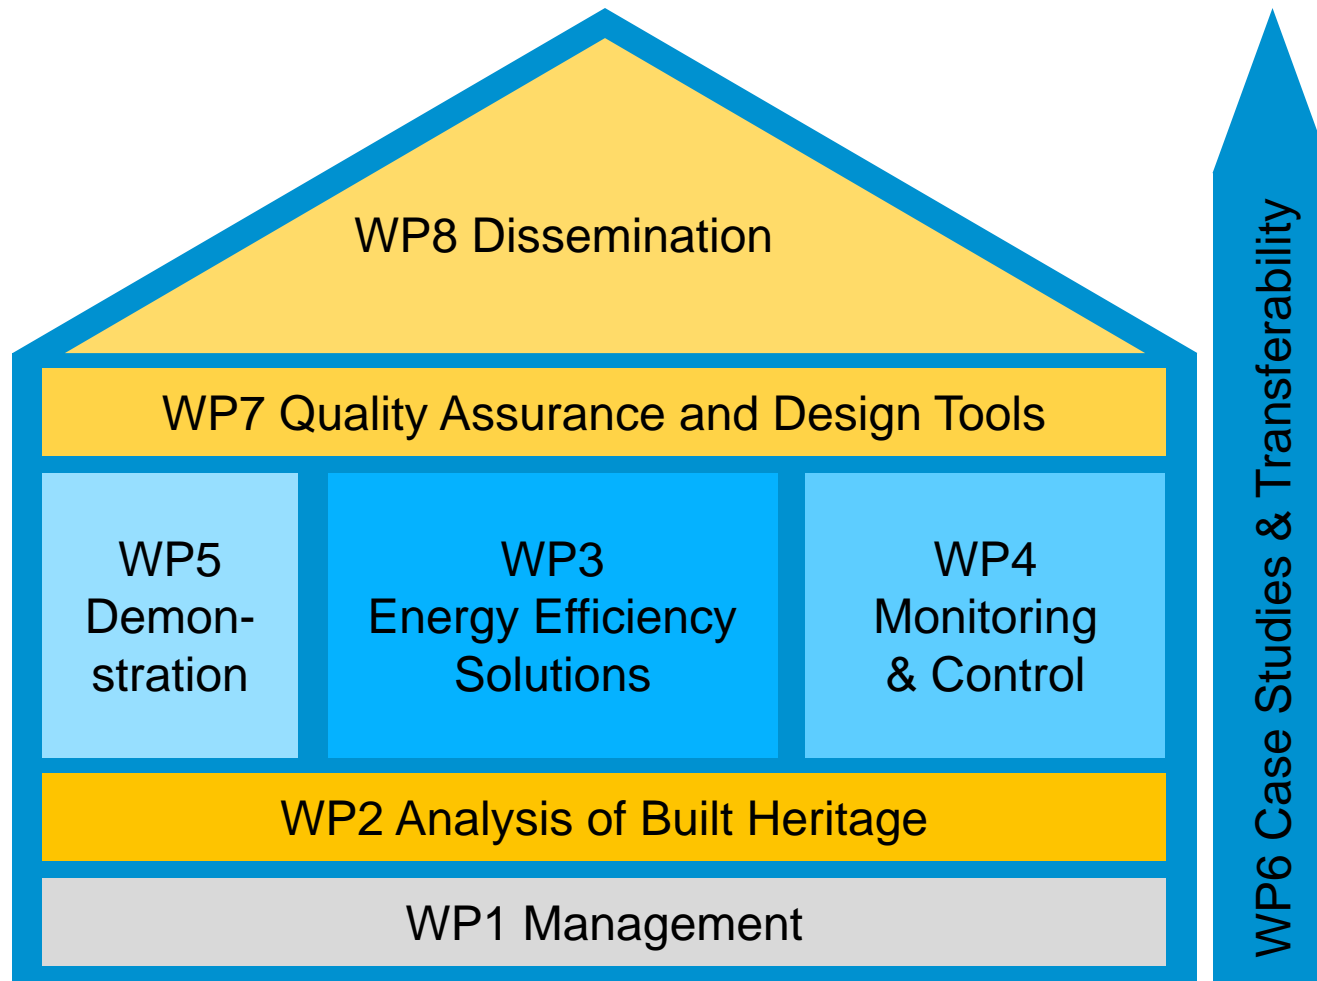 WP8 Dissemination
WP7 Quality Assurance and Design Tools
WP5
Demon-
stration
WP3
Energy Efficiency
Solutions
WP4
Monitoring
& Control
WP2 Analysis of Built Heritage
WP1 Management
WP6 Case Studies & Transferability